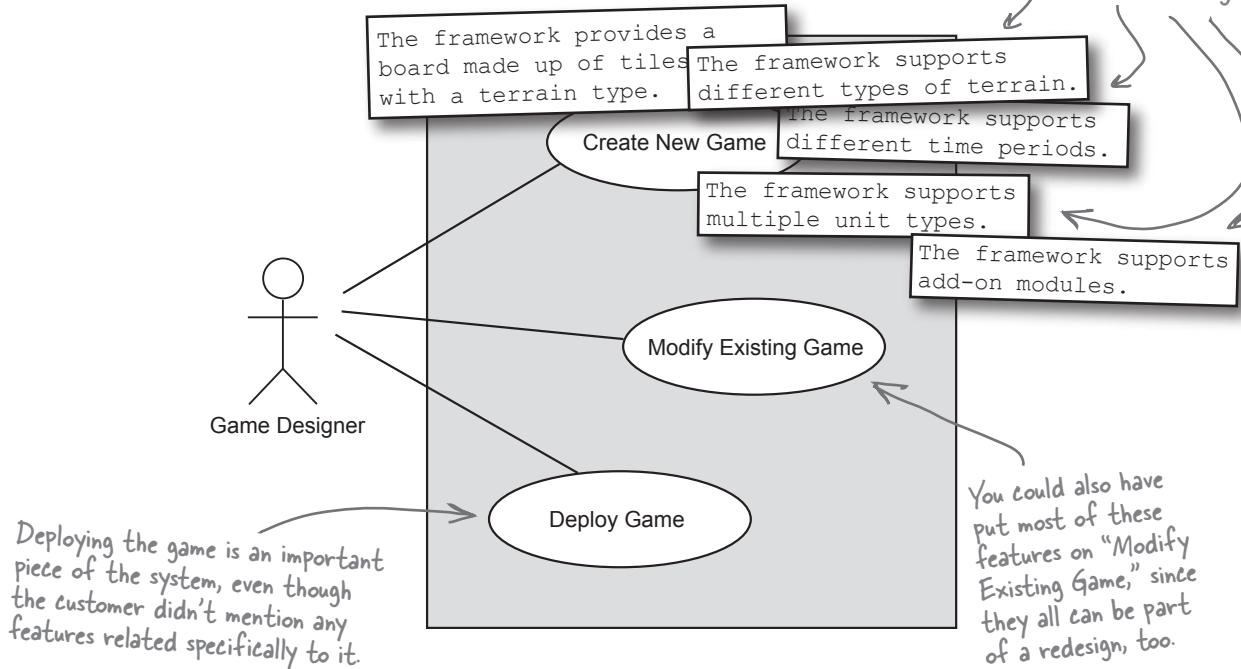 The framework provides a
board made up of tiles
with a terrain type.
The framework supports
different types of terrain.
The framework supports
different time periods.
Create New Game
The framework supports
multiple unit types.
The framework supports
add-on modules.
Modify Existing Game
Game Designer
Deploy Game
Deploying the game is an important
piece of the system, even though
the customer didn't mention any
features related specifically to it.
You could also have
put most of these
features on "Modify
Existing Game," since
they all can be part
of a redesign, too.